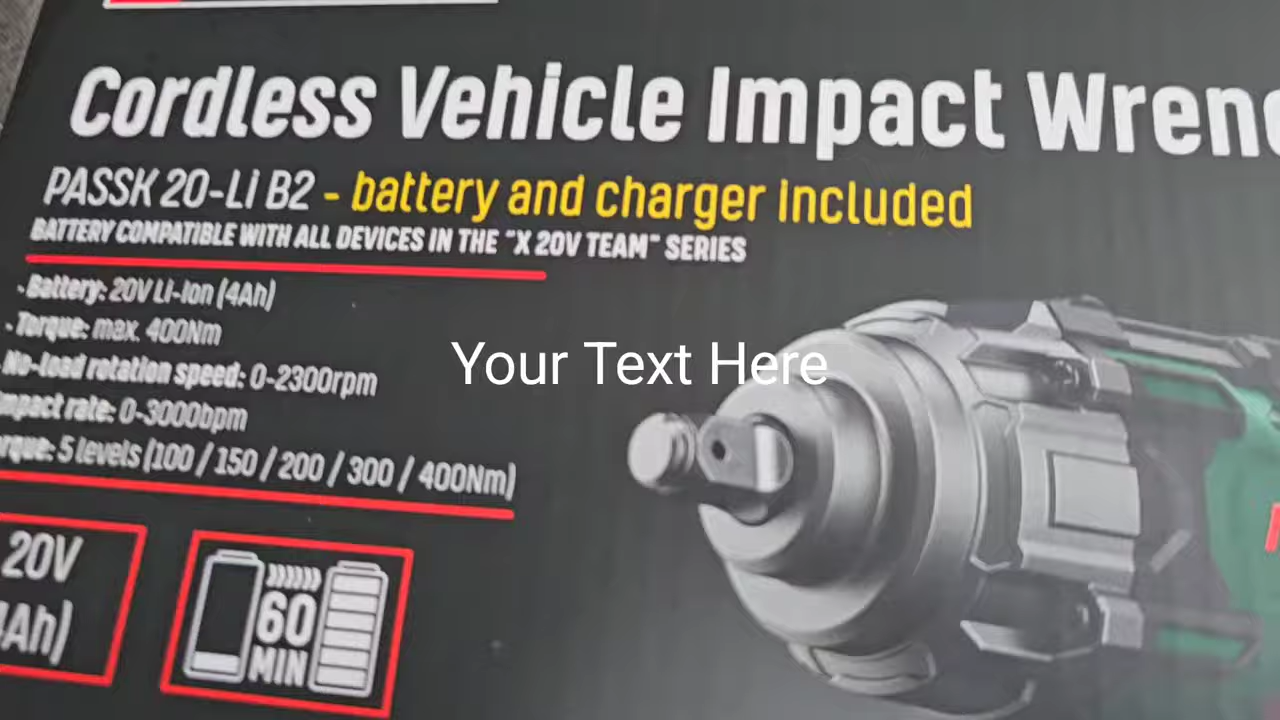 Cordless Vehicle Impact Wrenc
PASSK 20-Li B2 - battery and charger included
BATTERY COMPATIBLE WITH ALL DEVICES IN THE "X 20V TEAM" SERIES
- Battery: 20V Li-Ion (4Ah)
- Torque: max. 400Nm
No-load rotation speed: 0-2300rpm
mpact rate: 0-3000bpm
rque: 5 levels (100 / 150 / 200 / 300 / 400Nm)
Your Text Here
20V
4Ah)
60
MIN